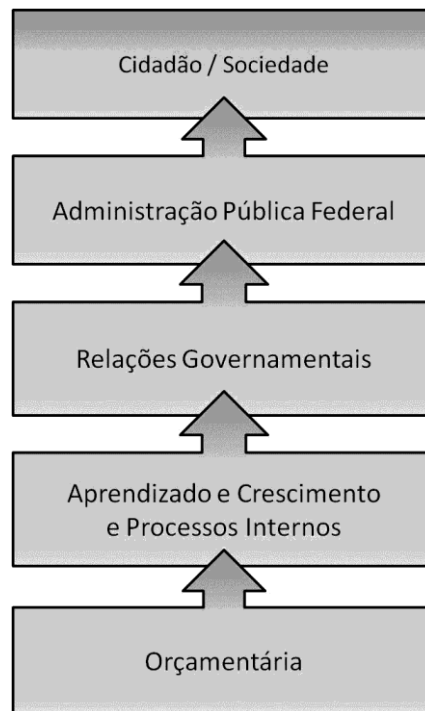 Cidadão / Sociedade
Administração Pública Federal
Relações Governamentais
Aprendizado e Crescimento
e Processos Internos
Orçamentária